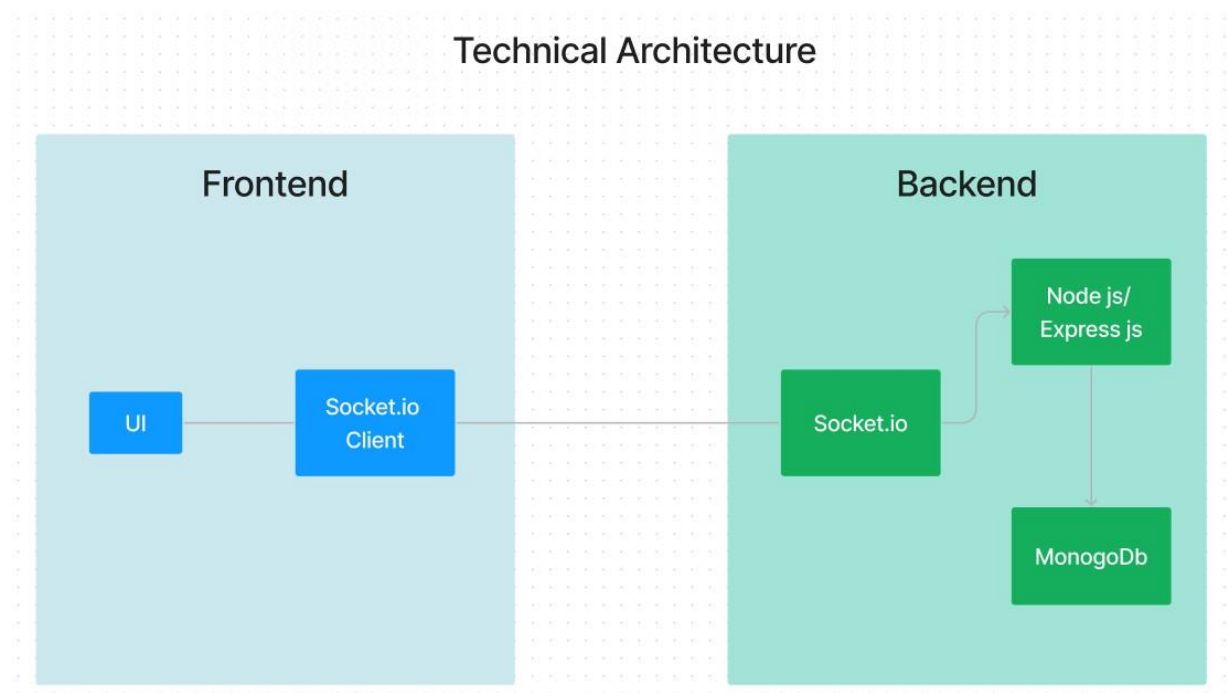 Technical Architecture
Frontend
UI
Socket.io
Client
Backend
Socket.io
Node js/
Express js
MonogoDb